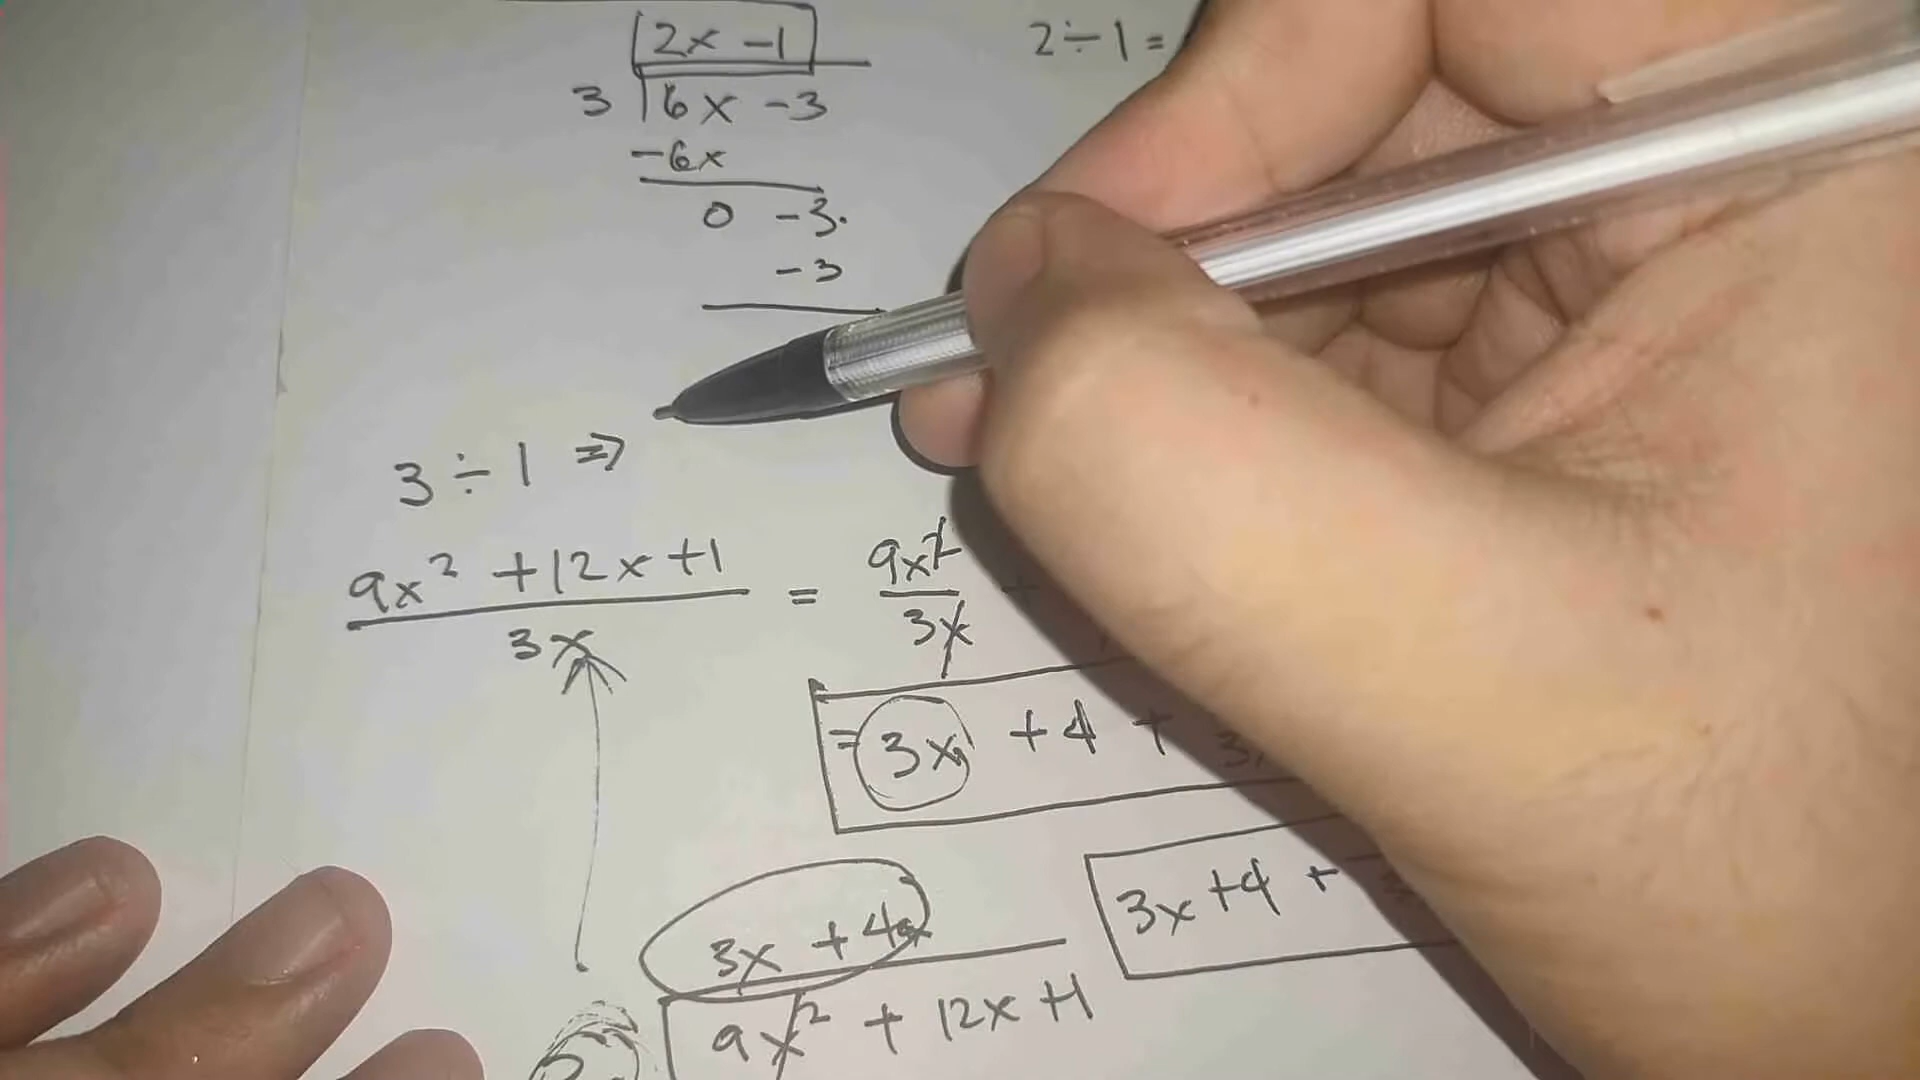 2x - 1
2 ÷ 1 =
3 | 6x - 3
-6x
0 -3.
-3
3 ÷ 1 ⇒
9x² + 12x + 1 = 9x² +
3x 3x
= 3x + 4 + 3x
3x + 4 +
3x + 4
9x² + 12x + 1